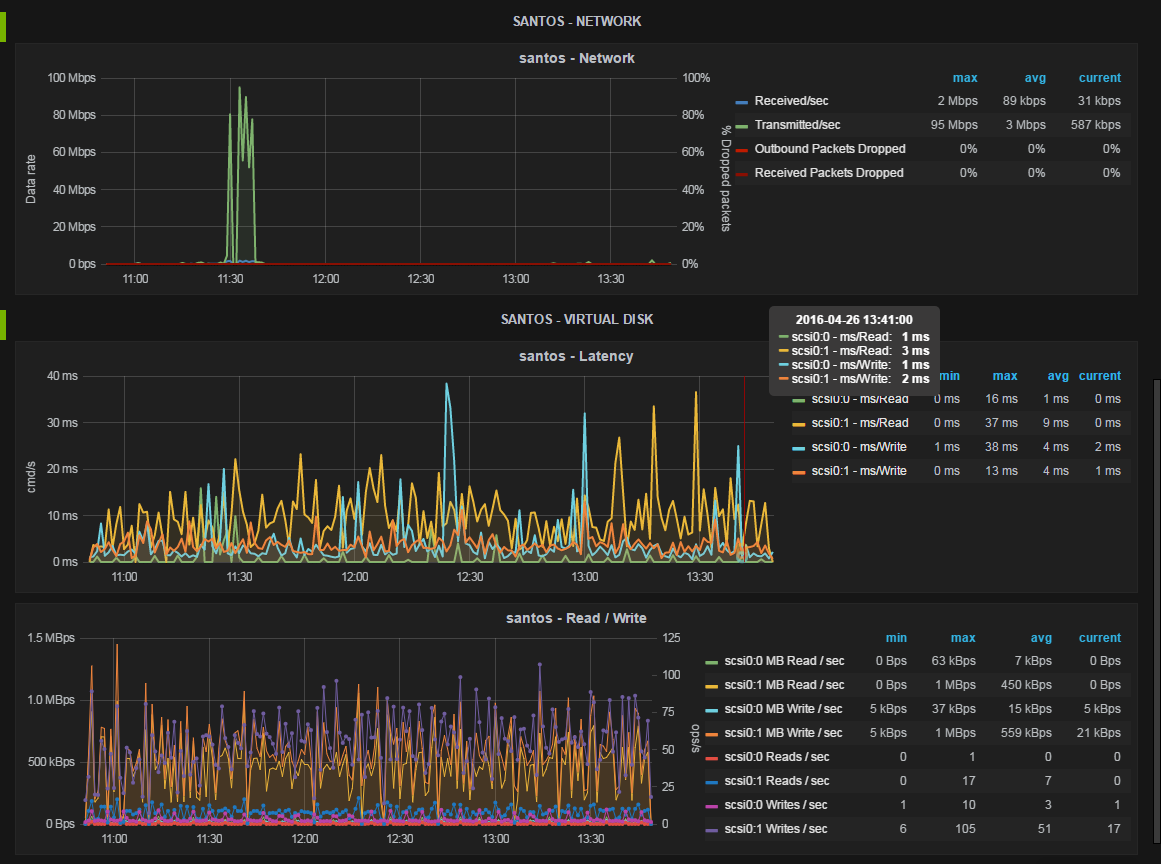 SANTOS - NETWORK
santos - Network
100 Mbps
80 Mbps
60 Mbps
40 Mbps
20 Mbps
0 bps
Data rate
100%
80%
60%
40%
20%
0%
% Dropped packets
11:00 11:30 12:00 12:30 13:00 13:30
max avg current
Received/sec 2 Mbps 89 kbps 31 kbps
Transmitted/sec 95 Mbps 3 Mbps 587 kbps
Outbound Packets Dropped 0% 0% 0%
Received Packets Dropped 0% 0% 0%
SANTOS - VIRTUAL DISK
santos - Latency
2016-04-26 13:41:00
scsi0:0 - ms/Read: 1 ms
scsi0:1 - ms/Read: 3 ms
scsi0:0 - ms/Write: 1 ms
scsi0:1 - ms/Write: 2 ms
40 ms
30 ms
20 ms
10 ms
0 ms
cmd/s
11:00 11:30 12:00 12:30 13:00 13:30
min max avg current
scsi0:0 - ms/Read 0 ms 16 ms 1 ms 0 ms
scsi0:1 - ms/Read 0 ms 37 ms 9 ms 0 ms
scsi0:0 - ms/Write 1 ms 38 ms 4 ms 2 ms
scsi0:1 - ms/Write 0 ms 13 ms 4 ms 1 ms
santos - Read / Write
1.5 MBps
1.0 MBps
500 kBps
0 Bps
125
100
75
50
25
0
ops/s
11:00 11:30 12:00 12:30 13:00 13:30
min max avg current
scsi0:0 MB Read / sec 0 Bps 63 kBps 7 kBps 0 Bps
scsi0:1 MB Read / sec 0 Bps 1 MBps 450 kBps 0 Bps
scsi0:0 MB Write / sec 5 kBps 37 kBps 15 kBps 5 kBps
scsi0:1 MB Write / sec 5 kBps 1 MBps 559 kBps 21 kBps
scsi0:0 Reads / sec 0 1 0 0
scsi0:1 Reads / sec 0 17 7 0
scsi0:0 Writes / sec 1 10 3 1
scsi0:1 Writes / sec 6 105 51 17